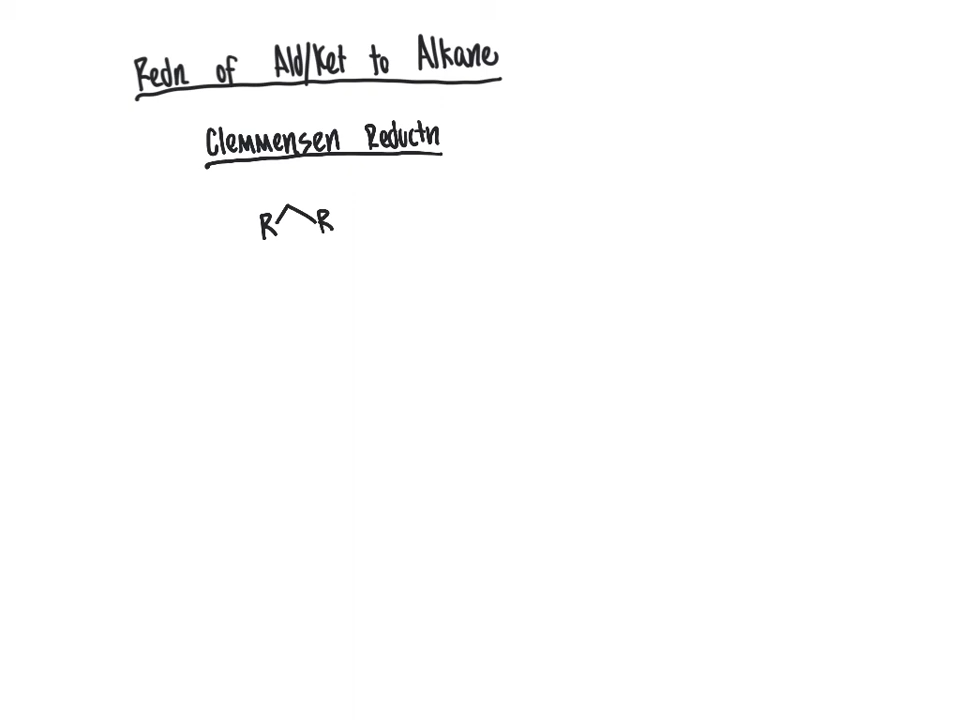 Redn of Ald/Ket to Alkane
Clemmensen Reductn
R R